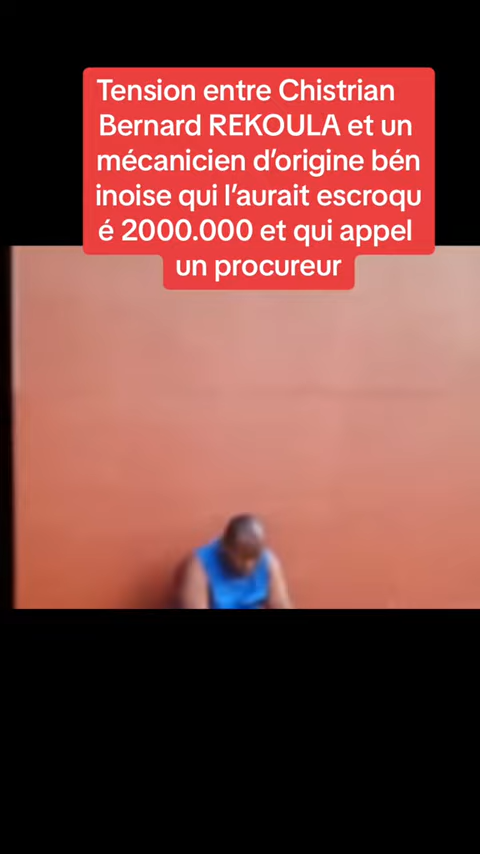 Tension entre Chistrian
Bernard REKOULA et un
mécanicien d'origine bén
inoise qui l'aurait escroqu
é 2000.000 et qui appel
un procureur